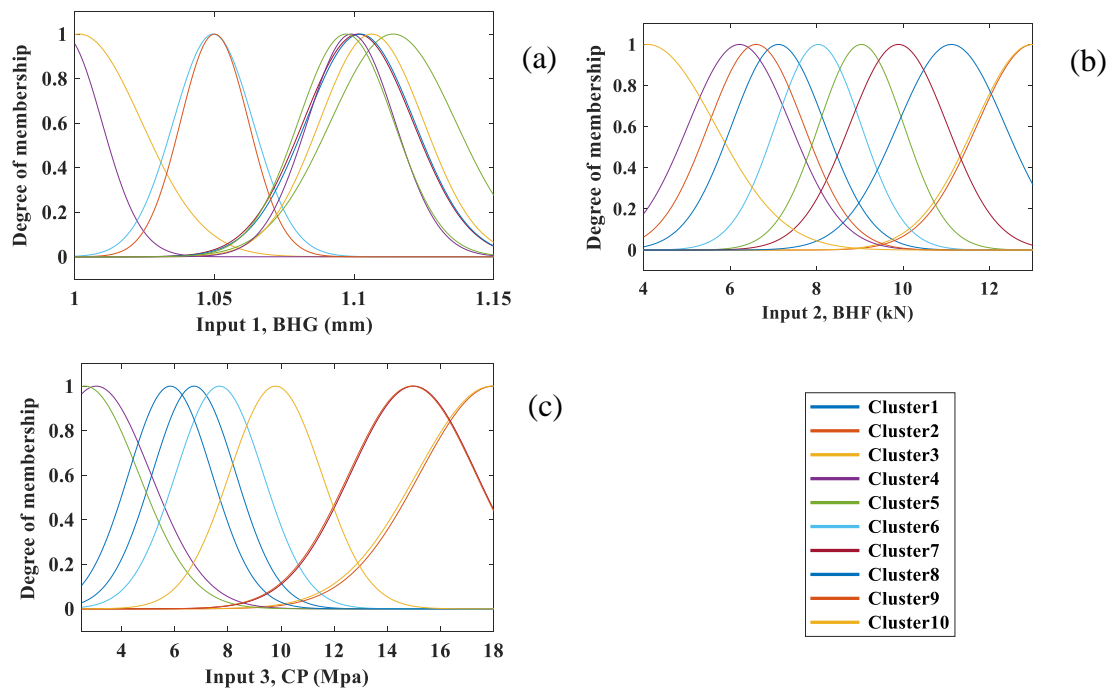 1
0.8
0.6
0.4
0.2
0
Degree of membership
1
1.05
1.1
1.15
Input 1, BHG (mm)
(a)
1
0.8
0.6
0.4
0.2
0
Degree of membership
4
6
8
10
12
Input 2, BHF (kN)
(b)
1
0.8
0.6
0.4
0.2
0
Degree of membership
4
6
8
10
12
14
16
18
Input 3, CP (Mpa)
(c)
Cluster1
Cluster2
Cluster3
Cluster4
Cluster5
Cluster6
Cluster7
Cluster8
Cluster9
Cluster10